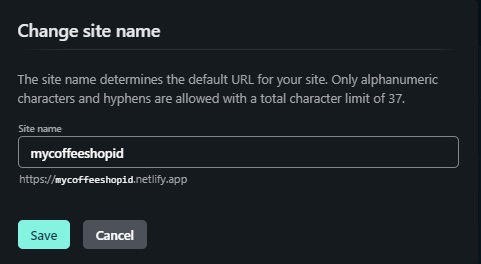 Change site name
The site name determines the default URL for your site. Only alphanumeric
characters and hyphens are allowed with a total character limit of 37.
Site name
mycoffeeshopid
https://mycoffeeshopid.netlify.app
Save Cancel